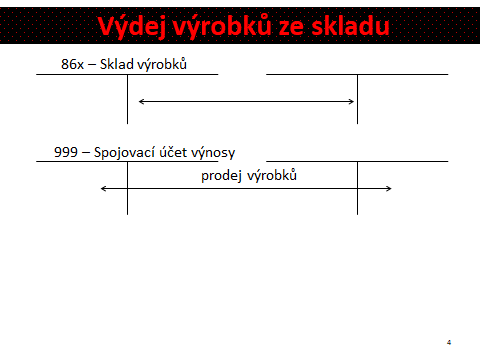 Výdej výrobků ze skladu
86x – Sklad výrobků
999 – Spojovací účet výnosy
prodej výrobků
4